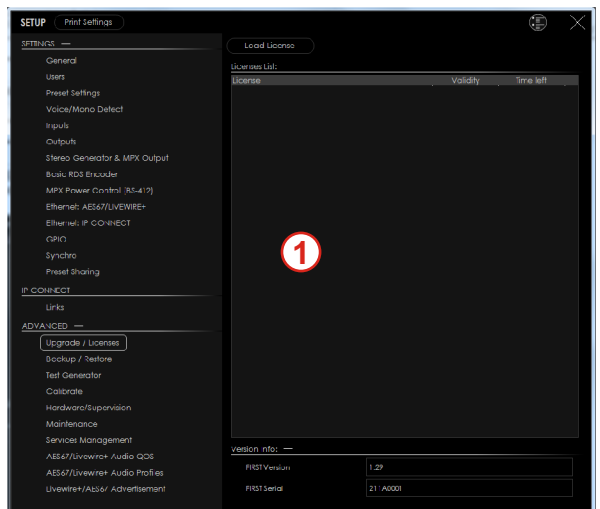 SETUP Print Settings
SETTINGS —
General
Users
Preset Settings
Voice/Mono Detect
Inputs
Outputs
Stereo Generator & MPX Output
Basic RDS Encoder
MPX Power Control (BS-412)
Ethernet: AES67/LIVEWIRE+
Ethernet: IP CONNECT
GPIO
Synchro
Preset Sharing
IP CONNECT
Links
ADVANCED —
Upgrade / Licenses
Backup / Restore
Test Generator
Calibrate
Hardware/Supervision
Maintenance
Services Management
AES67/Livewire+ Audio QOS
AES67/Livewire+ Audio Profiles
Livewire+/AES67 Advertisement
Load License
Licenses List:
License Validity Time left
1
Version Info: —
FIRST Version 1.29
FIRST Serial 211A0001